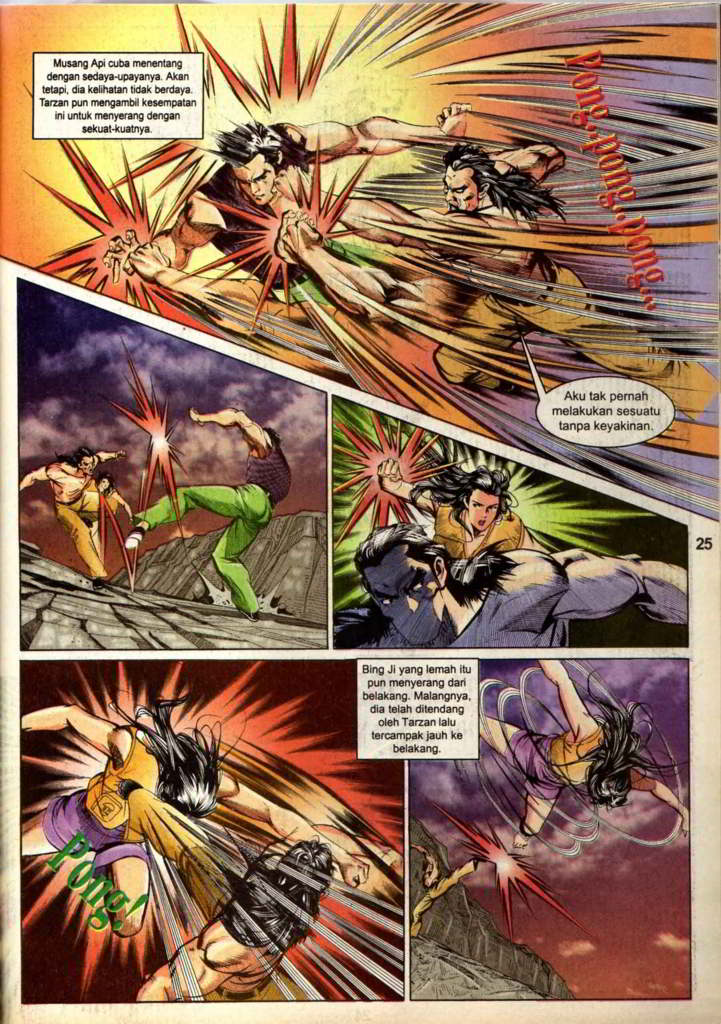 Musang Api cuba menentang
dengan sedaya-upayanya. Akan
tetapi, dia kelihatan tidak berdaya.
Tarzan pun mengambil kesempatan
ini untuk menyerang dengan
sekuat-kuatnya.
Pong, pong, pong...
Aku tak pernah
melakukan sesuatu
tanpa keyakinan.
25
Bing Ji yang lemah itu
pun menyerang dari
belakang. Malangnya,
dia telah ditendang
oleh Tarzan lalu
tercampak jauh ke
belakang.
Pong!